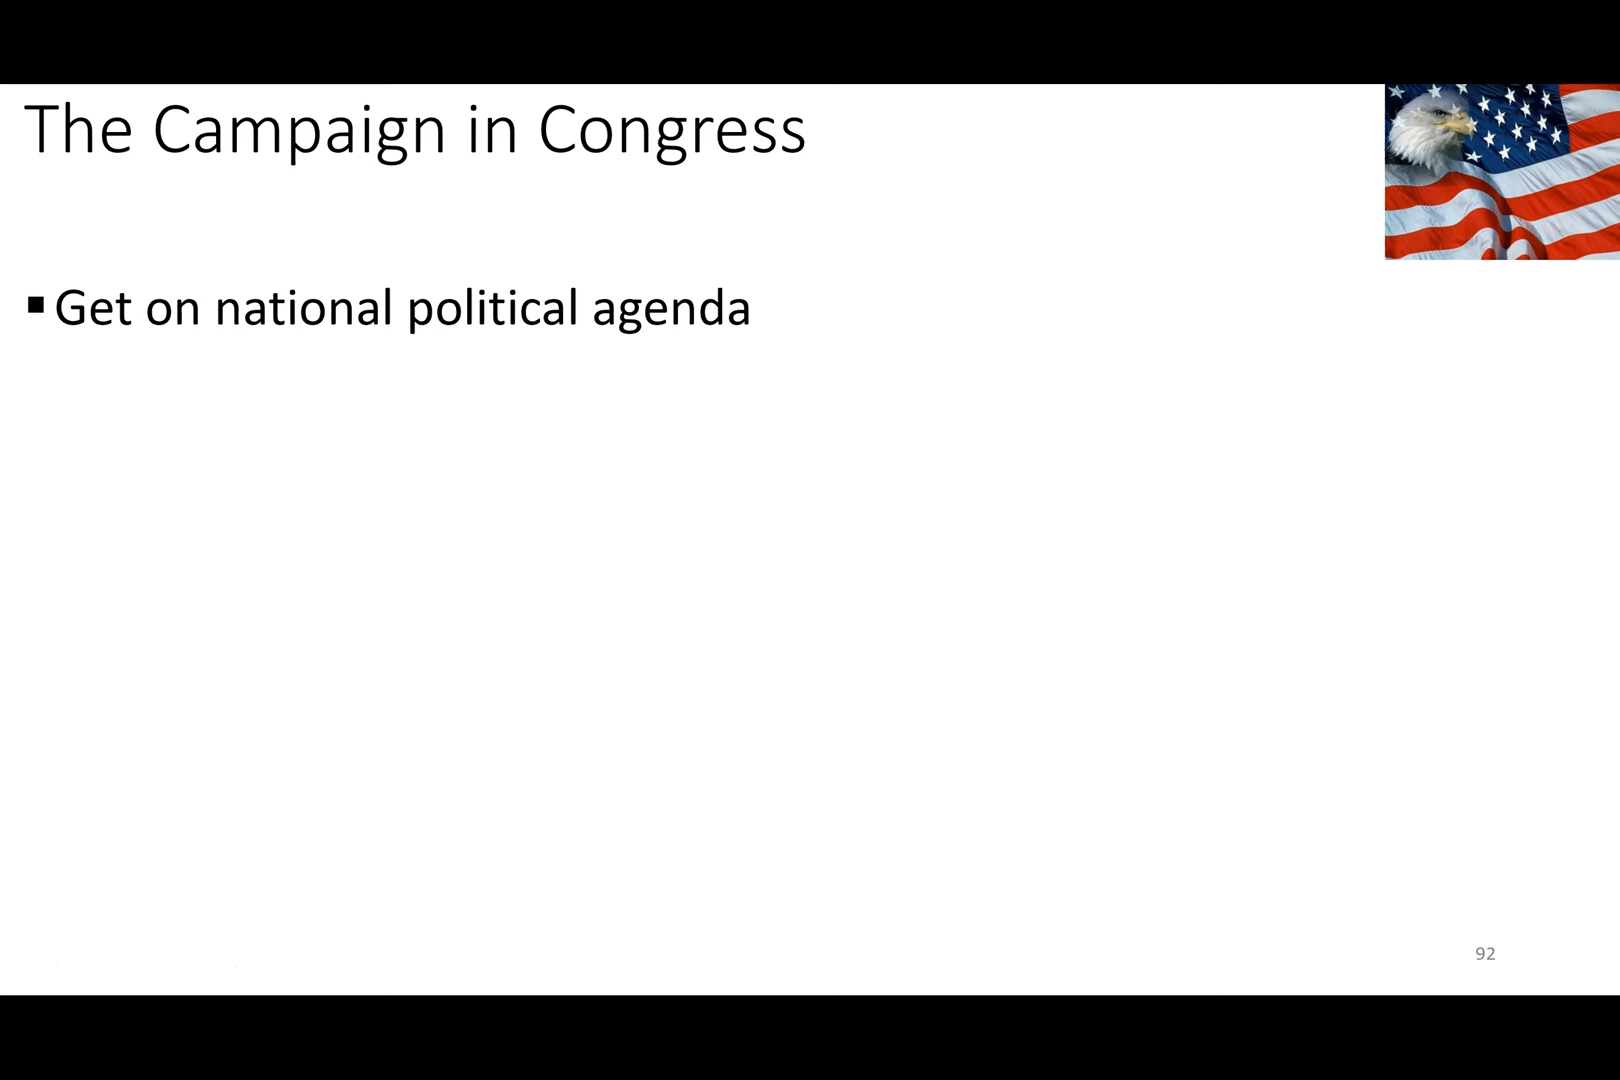 The Campaign in Congress
▪ Get on national political agenda
92